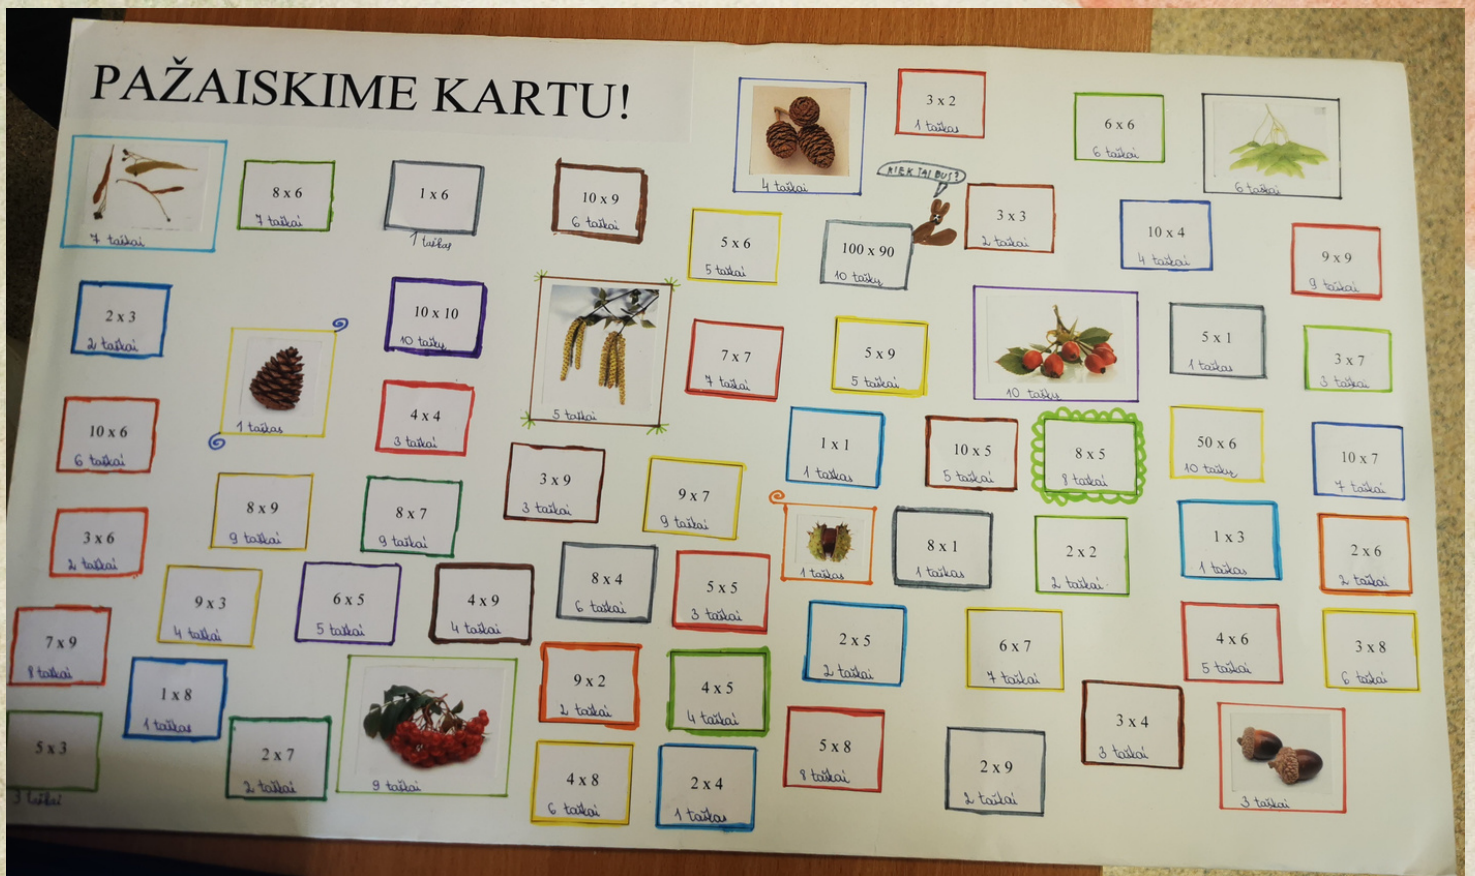 PAŽAISKIME KARTU!
4 taškai
3 x 2
1 taškas
6 x 6
6 taškai
6 taškai
7 taškai
8 x 6
7 taškai
1 x 6
1 taškas
10 x 9
6 taškai
5 x 6
5 taškai
KIEK TAI BUS?
100 x 90
10 taškų
3 x 3
2 taškai
10 x 4
4 taškai
9 x 9
9 taškai
2 x 3
2 taškai
1 taškas
10 x 10
10 taškų
5 taškai
7 x 7
7 taškai
5 x 9
5 taškai
10 taškų
5 x 1
1 taškas
3 x 7
3 taškai
10 x 6
6 taškai
4 x 4
3 taškai
1 x 1
1 taškas
10 x 5
5 taškai
8 x 5
8 taškai
50 x 6
10 taškų
10 x 7
7 taškai
3 x 6
2 taškai
8 x 9
9 taškai
8 x 7
9 taškai
3 x 9
3 taškai
9 x 7
9 taškai
1 taškas
8 x 1
1 taškas
2 x 2
2 taškai
1 x 3
1 taškas
2 x 6
2 taškai
7 x 9
8 taškai
9 x 3
4 taškai
6 x 5
5 taškai
4 x 9
4 taškai
8 x 4
6 taškai
5 x 5
3 taškai
2 x 5
2 taškai
6 x 7
7 taškai
4 x 6
5 taškai
3 x 8
6 taškai
1 x 8
1 taškas
9 x 2
2 taškai
4 x 5
4 taškai
5 x 3
3 taškai
2 x 7
2 taškai
9 taškai
4 x 8
6 taškai
2 x 4
1 taškas
5 x 8
8 taškai
2 x 9
2 taškai
3 x 4
3 taškai
3 taškai